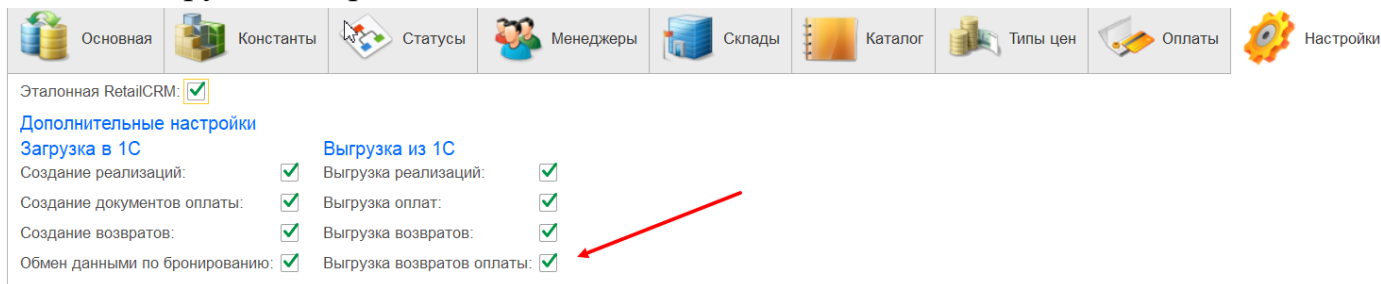 Основная Константы Статусы Менеджеры Склады Каталог Типы цен Оплаты Настройки
Эталонная RetailCRM:
Дополнительные настройки
Загрузка в 1С Выгрузка из 1С
Создание реализаций: Выгрузка реализаций:
Создание документов оплаты: Выгрузка оплат:
Создание возвратов: Выгрузка возвратов:
Обмен данными по бронированию: Выгрузка возвратов оплаты: